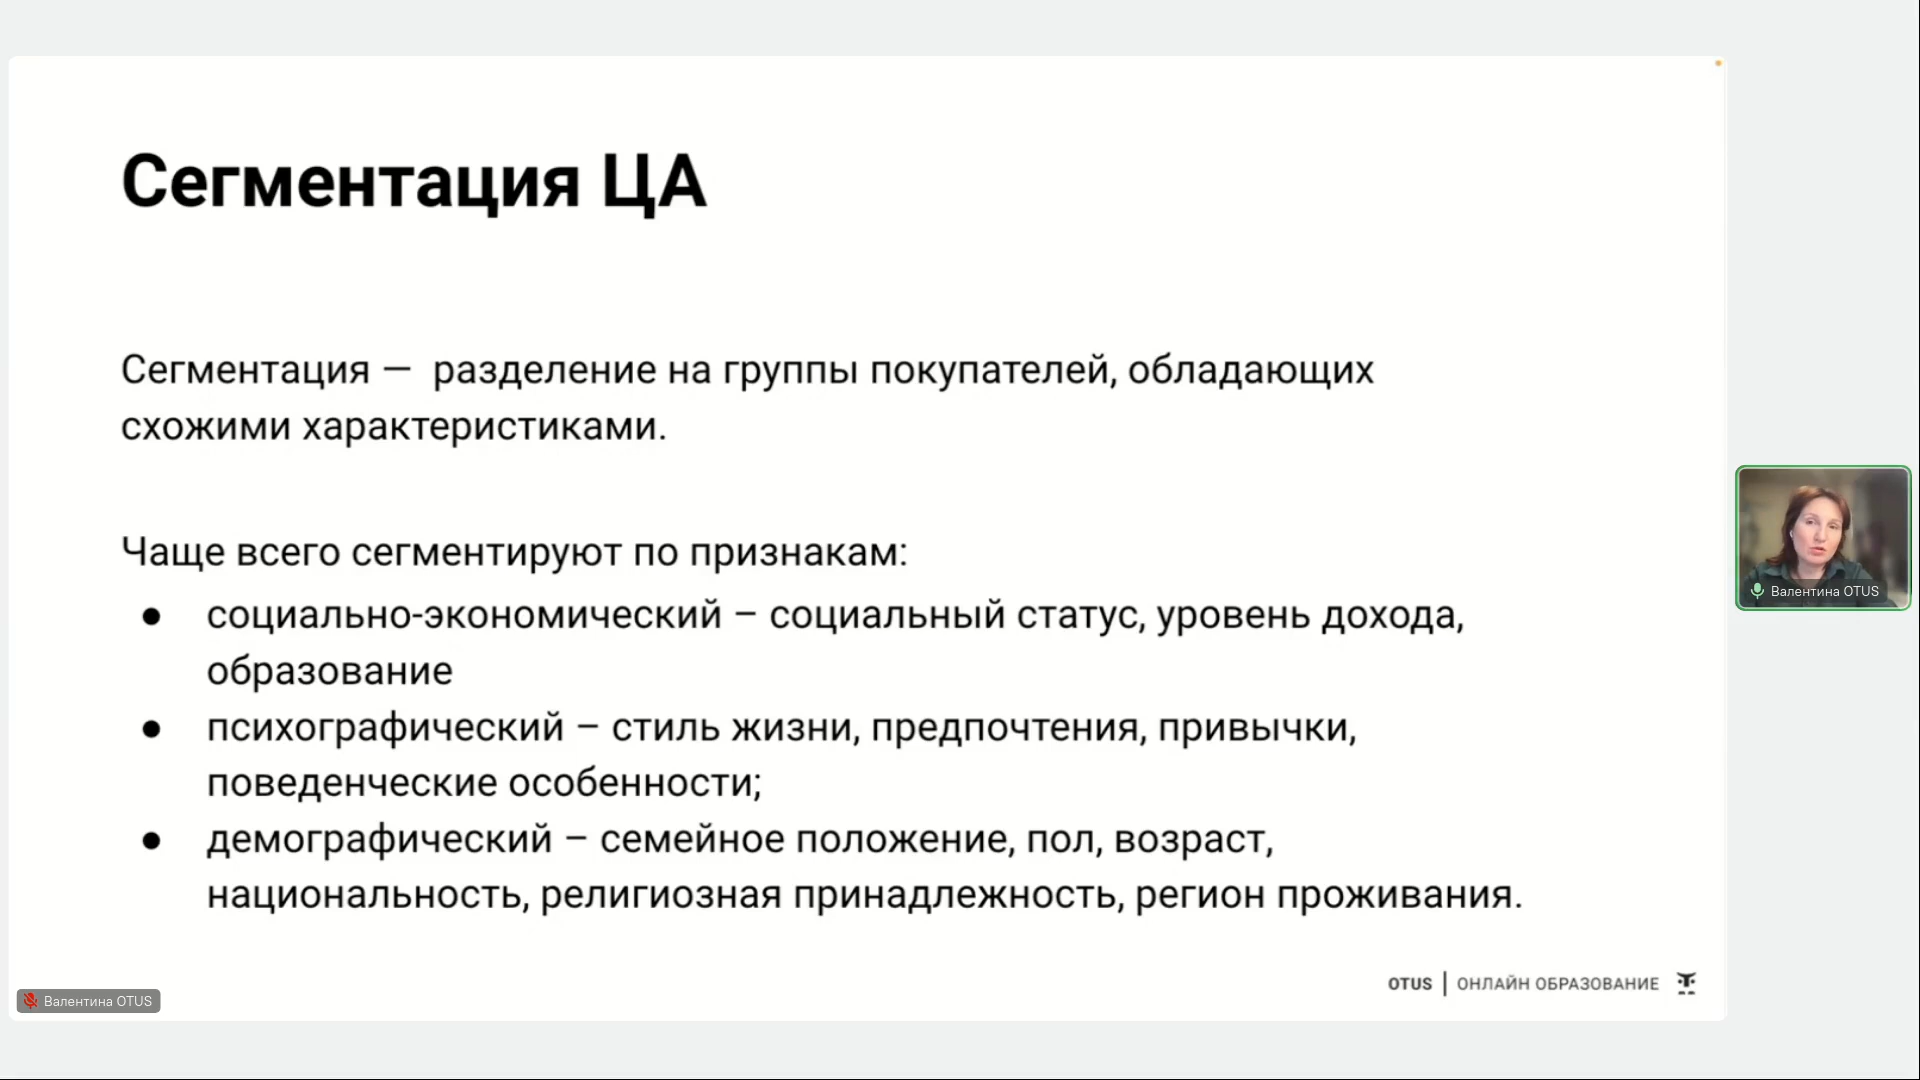 Сегментация ЦА
Сегментация — разделение на группы покупателей, обладающих
схожими характеристиками.
Чаще всего сегментируют по признакам:
● социально-экономический – социальный статус, уровень дохода,
образование
● психографический – стиль жизни, предпочтения, привычки,
поведенческие особенности;
● демографический – семейное положение, пол, возраст,
национальность, религиозная принадлежность, регион проживания.
OTUS | ОНЛАЙН ОБРАЗОВАНИЕ
Валентина OTUS
Валентина OTUS